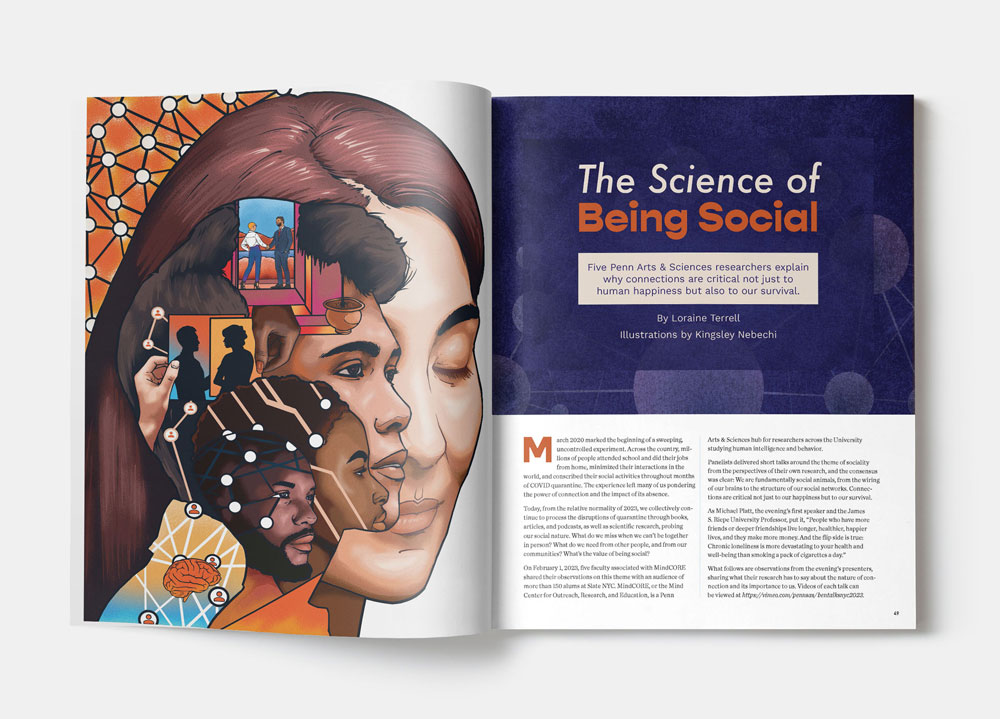 The Science of
Being Social
Five Penn Arts & Sciences researchers explain
why connections are critical not just to
human happiness but also to our survival.
By Loraine Terrell
Illustrations by Kingsley Nebechi
March 2020 marked the beginning of a sweeping,
uncontrolled experiment. Across the country, mil-
lions of people attended school and did their jobs
from home, minimized their interactions in the
world, and conscribed their social activities throughout months
of COVID quarantine. The experience left many of us pondering
the power of connection and the impact of its absence.
Today, from the relative normality of 2023, we collectively con-
tinue to process the disruptions of quarantine through books,
articles, and podcasts, as well as scientific research, probing
our social nature. What do we miss when we can't be together
in person? What do we need from other people, and from our
communities? What's the value of being social?
On February 1, 2023, five faculty associated with MindCORE
shared their observations on this theme with an audience of
more than 150 alums at Slate NYC. MindCORE, or the Mind
Center for Outreach, Research, and Education, is a Penn
Arts & Sciences hub for researchers across the University
studying human intelligence and behavior.
Panelists delivered short talks around the theme of sociality
from the perspectives of their own research, and the consensus
was clear: We are fundamentally social animals, from the wiring
of our brains to the structure of our social networks. Connec-
tions are critical not just to our happiness but to our survival.
As Michael Platt, the evening's first speaker and the James
S. Riepe University Professor, put it, "People who have more
friends or deeper friendships live longer, healthier, happier
lives, and they make more money. And the flip side is true:
Chronic loneliness is more devastating to your health and
well-being than smoking a pack of cigarettes a day."
What follows are observations from the evening's presenters,
sharing what their research has to say about the nature of con-
nection and its importance to us. Videos of each talk can
be viewed at https://vimeo.com/pennsas/bentalksnyc2023.